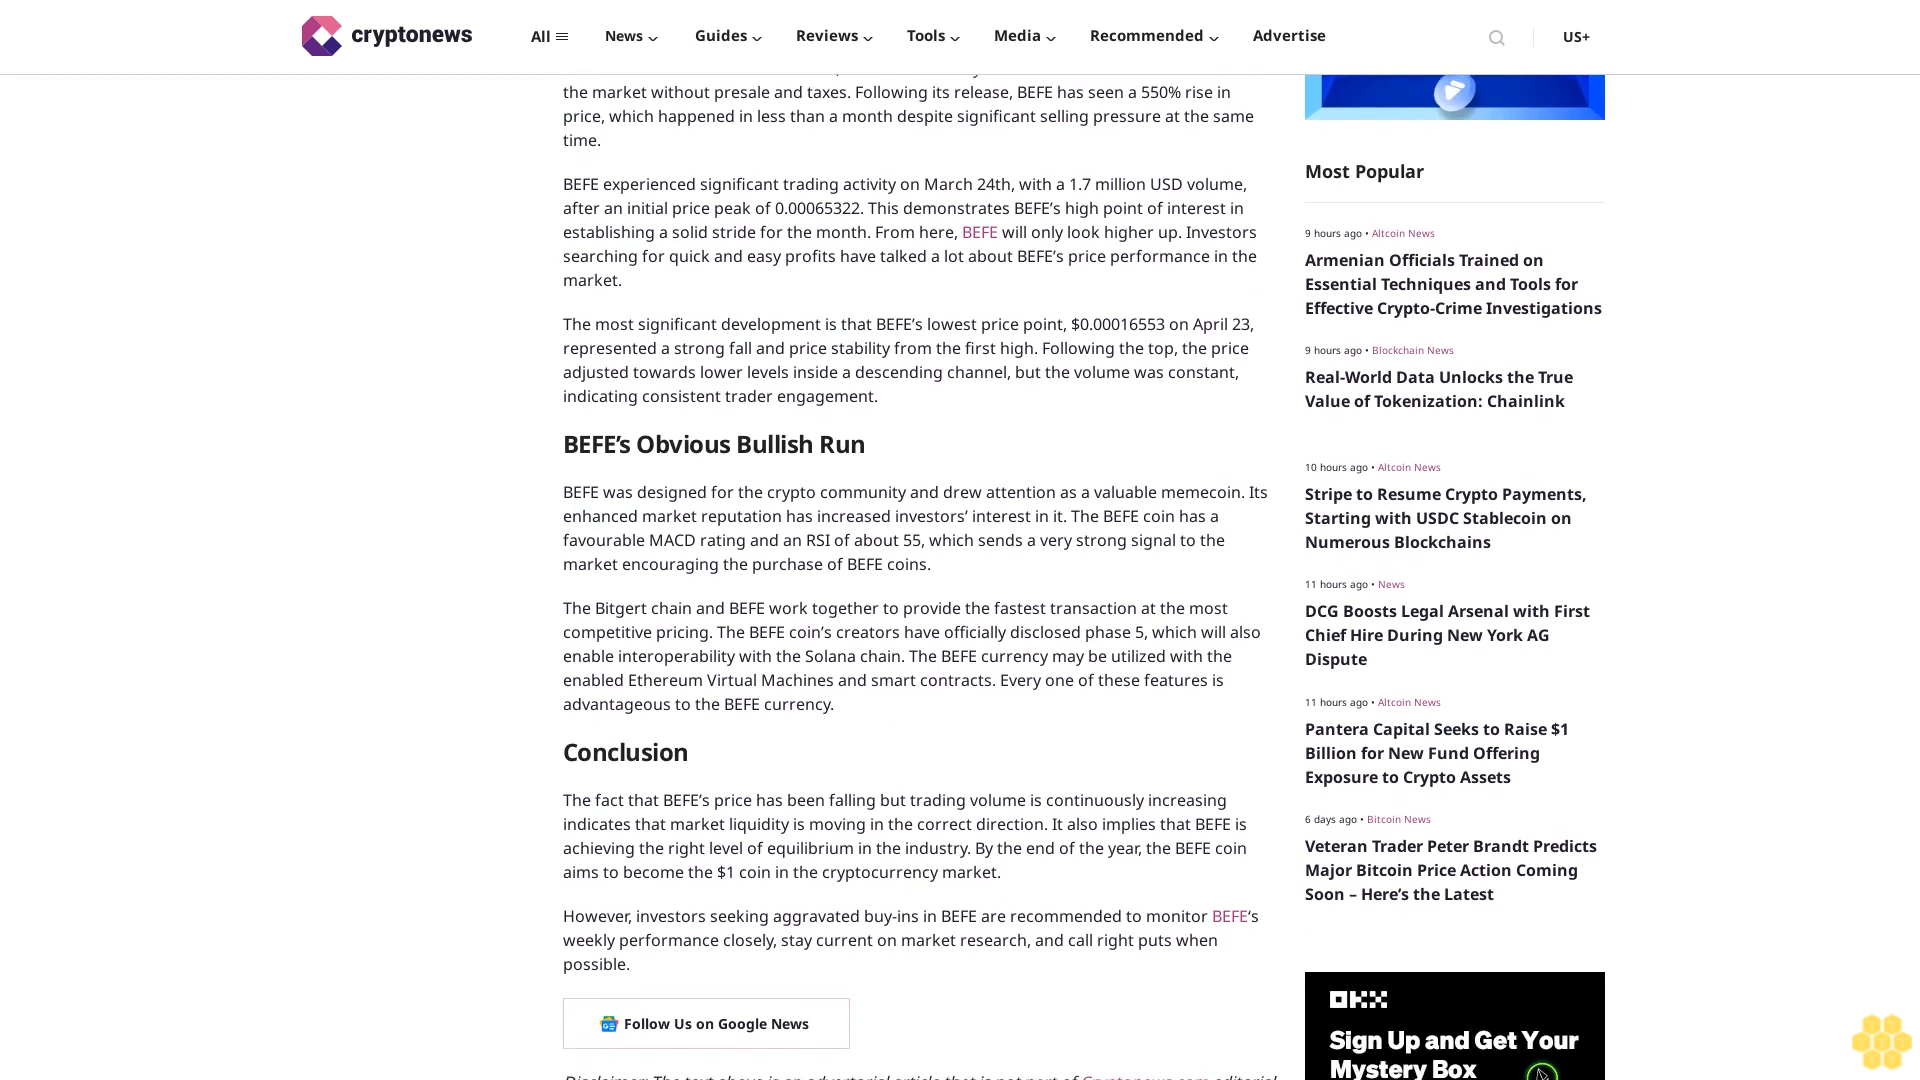 cryptonews
All
News
Guides
Reviews
Tools
Media
Recommended
Advertise
US+
the market without presale and taxes. Following its release, BEFE has seen a 550% rise in
price, which happened in less than a month despite significant selling pressure at the same
time.
BEFE experienced significant trading activity on March 24th, with a 1.7 million USD volume,
after an initial price peak of 0.00065322. This demonstrates BEFE’s high point of interest in
establishing a solid stride for the month. From here, BEFE will only look higher up. Investors
searching for quick and easy profits have talked a lot about BEFE’s price performance in the
market.
The most significant development is that BEFE’s lowest price point, $0.00016553 on April 23,
represented a strong fall and price stability from the first high. Following the top, the price
adjusted towards lower levels inside a descending channel, but the volume was constant,
indicating consistent trader engagement.
BEFE’s Obvious Bullish Run
BEFE was designed for the crypto community and drew attention as a valuable memecoin. Its
enhanced market reputation has increased investors’ interest in it. The BEFE coin has a
favourable MACD rating and an RSI of about 55, which sends a very strong signal to the
market encouraging the purchase of BEFE coins.
The Bitgert chain and BEFE work together to provide the fastest transaction at the most
competitive pricing. The BEFE coin’s creators have officially disclosed phase 5, which will also
enable interoperability with the Solana chain. The BEFE currency may be utilized with the
enabled Ethereum Virtual Machines and smart contracts. Every one of these features is
advantageous to the BEFE currency.
Conclusion
The fact that BEFE’s price has been falling but trading volume is continuously increasing
indicates that market liquidity is moving in the correct direction. It also implies that BEFE is
achieving the right level of equilibrium in the industry. By the end of the year, the BEFE coin
aims to become the $1 coin in the cryptocurrency market.
However, investors seeking aggravated buy-ins in BEFE are recommended to monitor BEFE‘s
weekly performance closely, stay current on market research, and call right puts when
possible.
Follow Us on Google News
Disclaimer: The text above is an advertorial article that is not part of Cryptonews.com editorial
Most Popular
9 hours ago • Altcoin News
Armenian Officials Trained on
Essential Techniques and Tools for
Effective Crypto-Crime Investigations
9 hours ago • Blockchain News
Real-World Data Unlocks the True
Value of Tokenization: Chainlink
10 hours ago • Altcoin News
Stripe to Resume Crypto Payments,
Starting with USDC Stablecoin on
Numerous Blockchains
11 hours ago • News
DCG Boosts Legal Arsenal with First
Chief Hire During New York AG
Dispute
11 hours ago • Altcoin News
Pantera Capital Seeks to Raise $1
Billion for New Fund Offering
Exposure to Crypto Assets
6 days ago • Bitcoin News
Veteran Trader Peter Brandt Predicts
Major Bitcoin Price Action Coming
Soon – Here’s the Latest
OKX
Sign Up and Get Your
Mystery Box